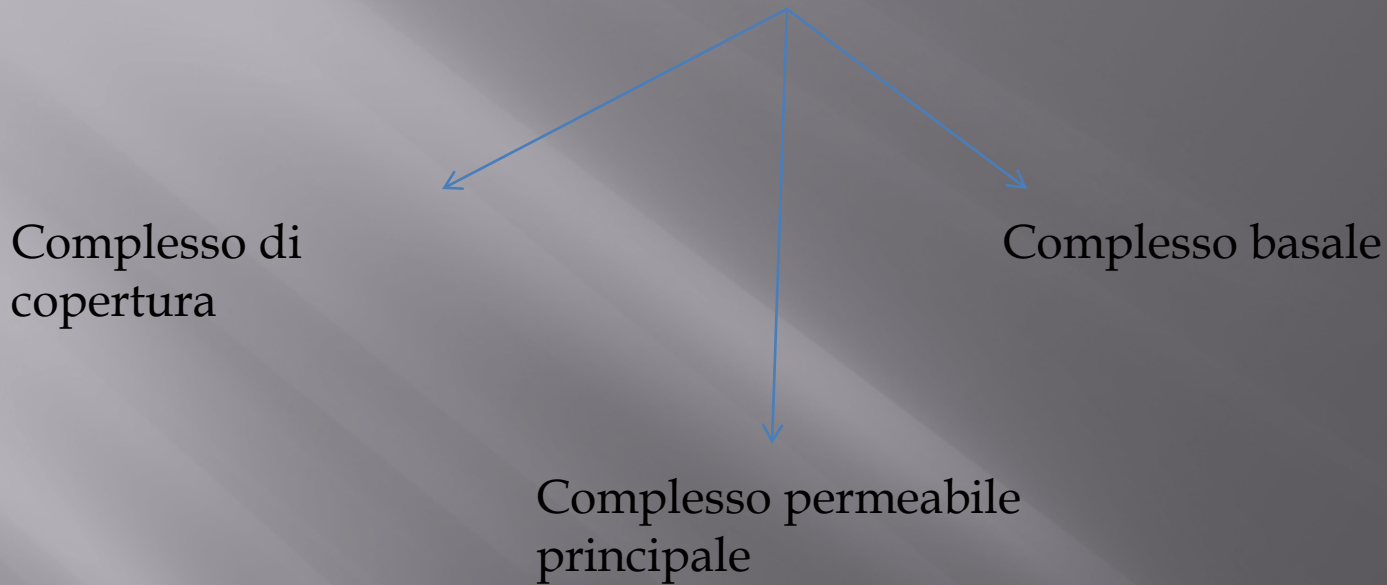 Complesso di
copertura
Complesso basale
Complesso permeabile
principale